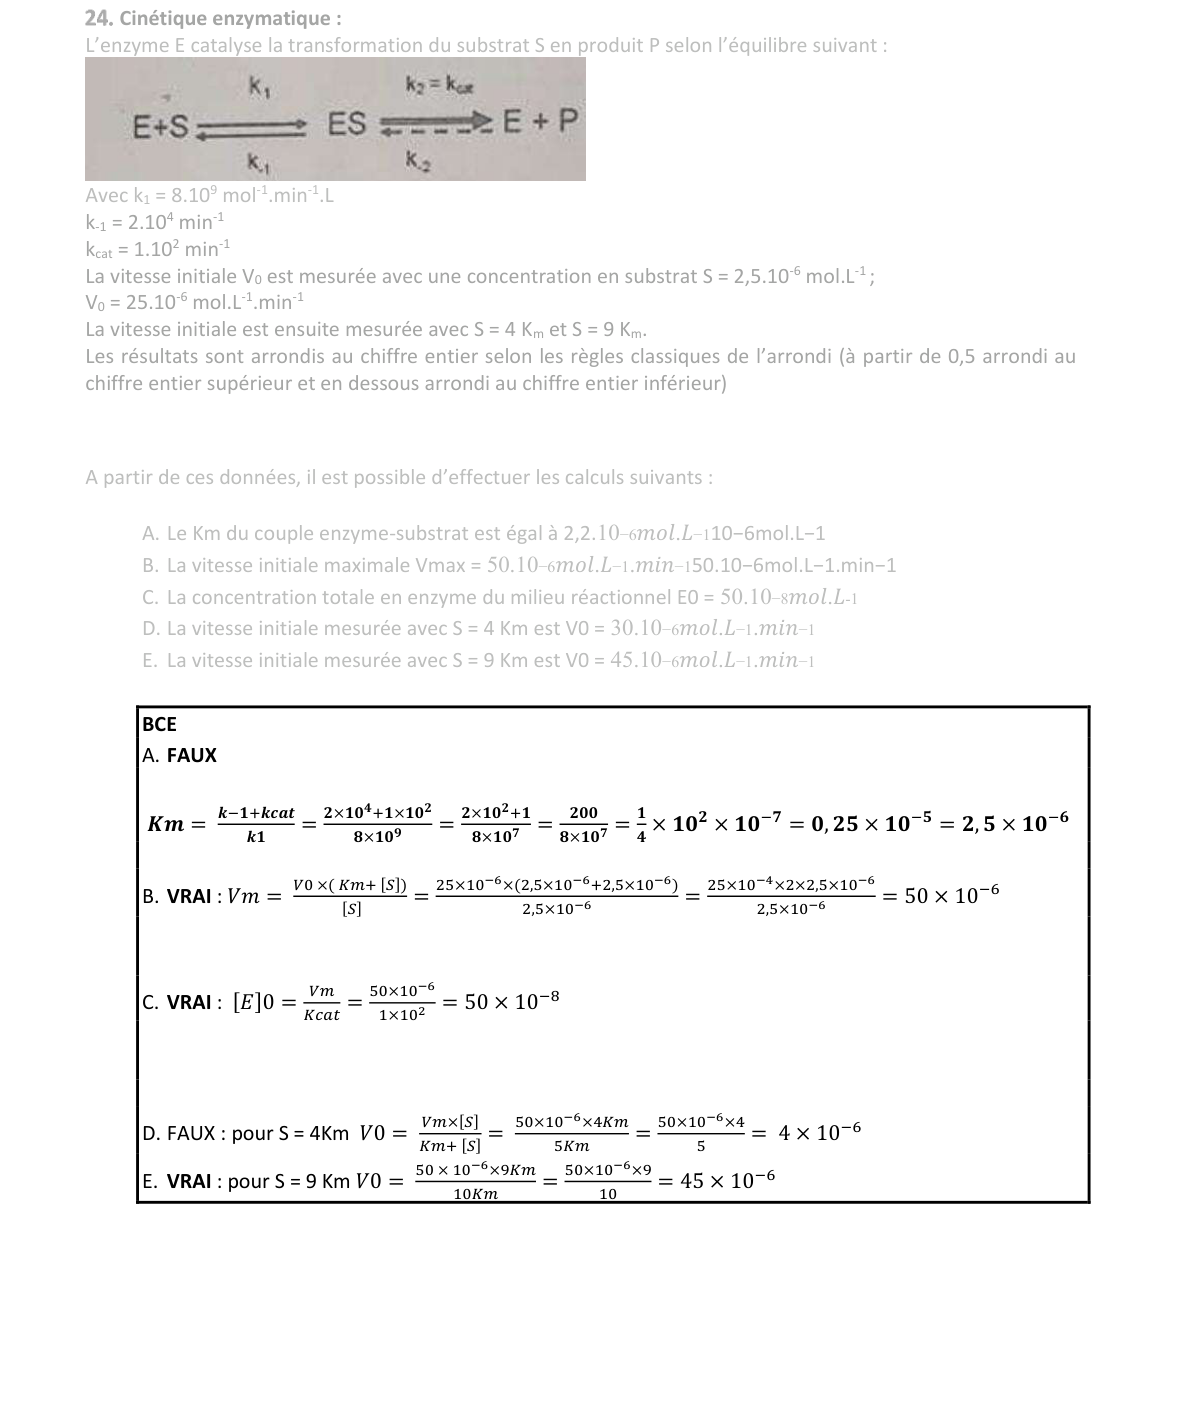 24. Cinétique enzymatique :
L’enzyme E catalyse la transformation du substrat S en produit P selon l’équilibre suivant :
k₁ k₂ = kcat
E+S ⇌ ES ⇌ E + P
k₋₁ k₋₂
Avec k₁ = 8.10⁹ mol⁻¹.min⁻¹.L
k₋₁ = 2.10⁴ min⁻¹
kcat = 1.10² min⁻¹
La vitesse initiale V₀ est mesurée avec une concentration en substrat S = 2,5.10⁻⁶ mol.L⁻¹ ;
V₀ = 25.10⁻⁶ mol.L⁻¹.min⁻¹
La vitesse initiale est ensuite mesurée avec S = 4 Kₘ et S = 9 Kₘ.
Les résultats sont arrondis au chiffre entier selon les règles classiques de l’arrondi (à partir de 0,5 arrondi au
chiffre entier supérieur et en dessous arrondi au chiffre entier inférieur)
A partir de ces données, il est possible d’effectuer les calculs suivants :
A. Le Km du couple enzyme-substrat est égal à 2,2.10−6mol.L−110−6mol.L−1
B. La vitesse initiale maximale Vmax = 50.10−6mol.L−1.min−150.10−6mol.L−1.min−1
C. La concentration totale en enzyme du milieu réactionnel E0 = 50.10−8mol.L-1
D. La vitesse initiale mesurée avec S = 4 Km est V0 = 30.10−6mol.L−1.min−1
E. La vitesse initiale mesurée avec S = 9 Km est V0 = 45.10−6mol.L−1.min−1
BCE
A. FAUX
Km = (k−1+kcat)/k1 = (2×10⁴+1×10²)/(8×10⁹) = (2×10²+1)/(8×10⁷) = 200/(8×10⁷) = 1/4 × 10² × 10⁻⁷ = 0,25 × 10⁻⁵ = 2,5 × 10⁻⁶
B. VRAI : Vm = (V0 ×( Km+ [S]))/[S] = (25×10⁻⁶×(2,5×10⁻⁶+2,5×10⁻⁶))/(2,5×10⁻⁶) = (25×10⁻⁴×2×2,5×10⁻⁶)/(2,5×10⁻⁶) = 50 × 10⁻⁶
C. VRAI : [E]0 = Vm/Kcat = (50×10⁻⁶)/(1×10²) = 50 × 10⁻⁸
D. FAUX : pour S = 4Km V0 = (Vm×[S])/(Km+ [S]) = (50×10⁻⁶×4Km)/(5Km) = (50×10⁻⁶×4)/5 = 4 × 10⁻⁶
E. VRAI : pour S = 9 Km V0 = (50 × 10⁻⁶×9Km)/(10Km) = (50×10⁻⁶×9)/10 = 45 × 10⁻⁶